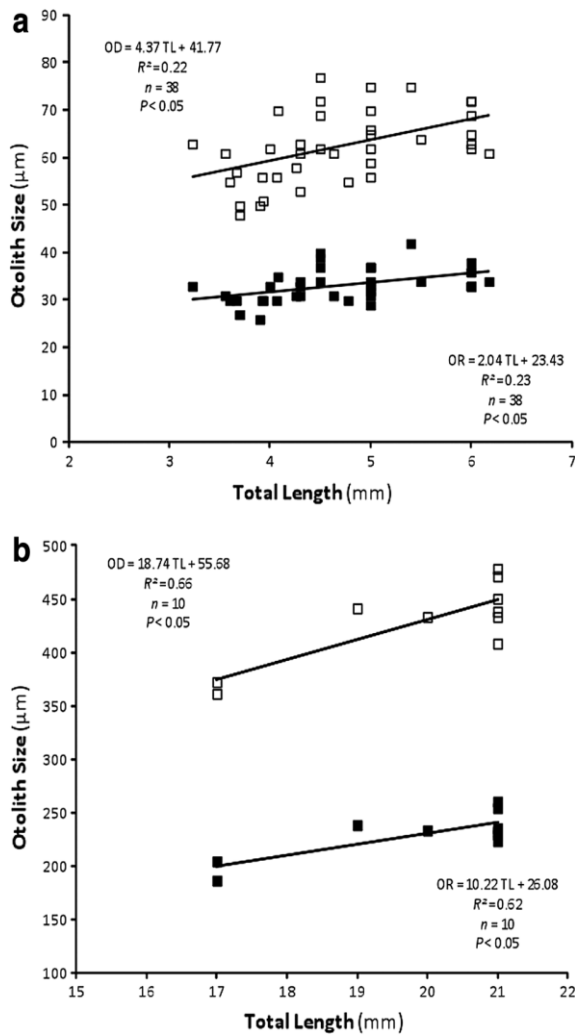 a
OD = 4.37 TL + 41.77
R² = 0.22
n = 38
P < 0.05
90
80
70
60
50
40
30
20
10
0
Otolith Size (µm)
OR = 2.04 TL + 23.43
R² = 0.23
n = 38
P < 0.05
2 3 4 5 6 7
Total Length (mm)
b
OD = 18.74 TL + 55.68
R² = 0.66
n = 10
P < 0.05
500
450
400
350
300
250
200
150
100
Otolith Size (µm)
OR = 10.22 TL + 26.08
R² = 0.62
n = 10
P < 0.05
15 16 17 18 19 20 21 22
Total Length (mm)